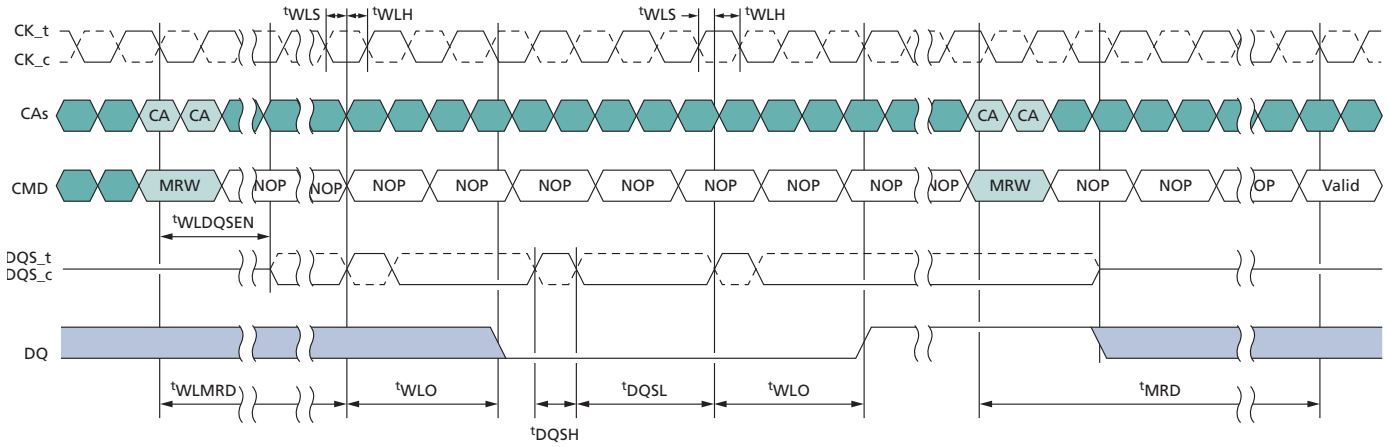 tWLS tWLH tWLS tWLH
CK_t
CK_c
CAs CA CA CA CA
CMD MRW NOP NOP NOP NOP NOP NOP NOP NOP NOP NOP MRW NOP NOP OP Valid
tWLDQSEN
DQS_t
DQS_c
DQ
tWLMRD tWLO tDQSL tWLO tMRD
tDQSH